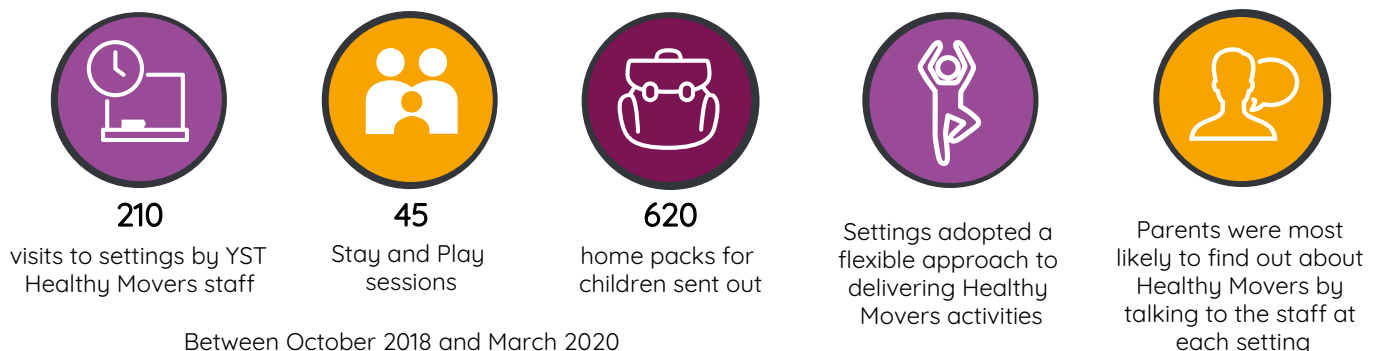 210
visits to settings by YST
Healthy Movers staff
45
Stay and Play
sessions
620
home packs for
children sent out
Between October 2018 and March 2020
Settings adopted a
flexible approach to
delivering Healthy
Movers activities
Parents were most
likely to find out about
Healthy Movers by
talking to the staff at
each setting